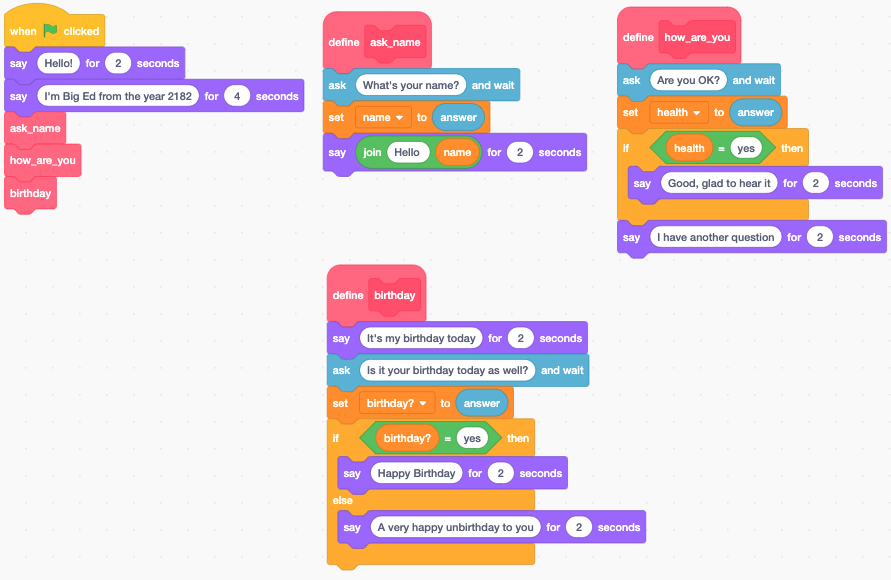 when clicked
say Hello! for 2 seconds
say I'm Big Ed from the year 2182 for 4 seconds
ask_name
how_are_you
birthday
define ask_name
ask What's your name? and wait
set name to answer
say join Hello name for 2 seconds
define how_are_you
ask Are you OK? and wait
set health to answer
if health = yes then
say Good, glad to hear it for 2 seconds
say I have another question for 2 seconds
define birthday
say It's my birthday today for 2 seconds
ask Is it your birthday today as well? and wait
set birthday? to answer
if birthday? = yes then
say Happy Birthday for 2 seconds
else
say A very happy unbirthday to you for 2 seconds